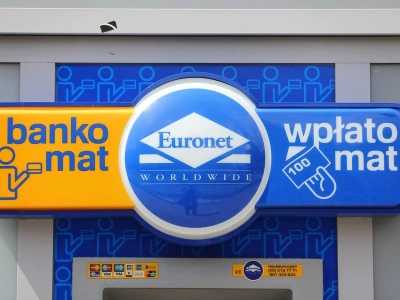 banko
mat
Euronet
WORLDWIDE
wpłato
mat
100